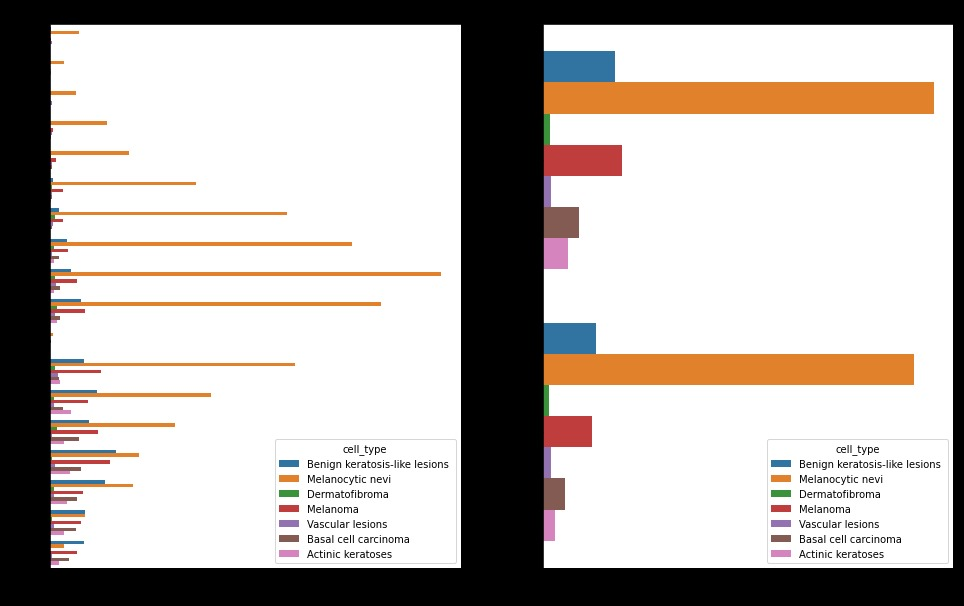 cell_type
Benign keratosis-like lesions
Melanocytic nevi
Dermatofibroma
Melanoma
Vascular lesions
Basal cell carcinoma
Actinic keratoses
cell_type
Benign keratosis-like lesions
Melanocytic nevi
Dermatofibroma
Melanoma
Vascular lesions
Basal cell carcinoma
Actinic keratoses